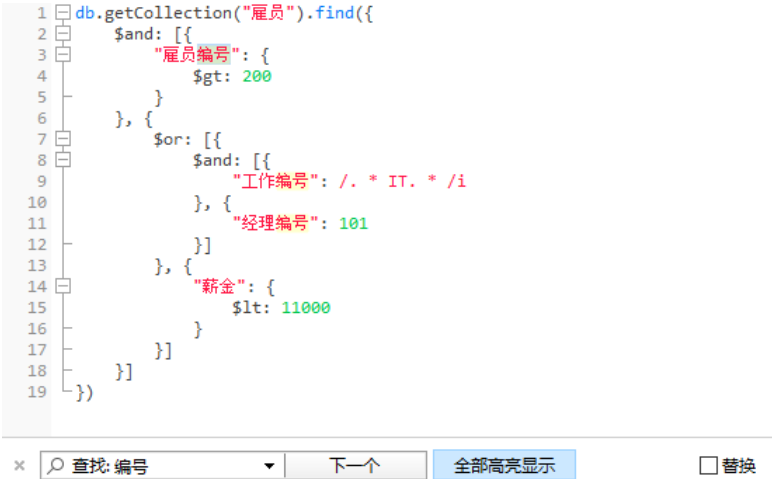 1 db.getCollection("雇员").find({
2 $and: [{
3 "雇员编号": {
4 $gt: 200
5 }
6 }, {
7 $or: [{
8 $and: [{
9 "工作编号": /. * IT. * /i
10 }, {
11 "经理编号": 101
12 }]
13 }, {
14 "薪金": {
15 $lt: 11000
16 }
17 }]
18 }]
19 })
× 查找: 编号 下一个 全部高亮显示 替换